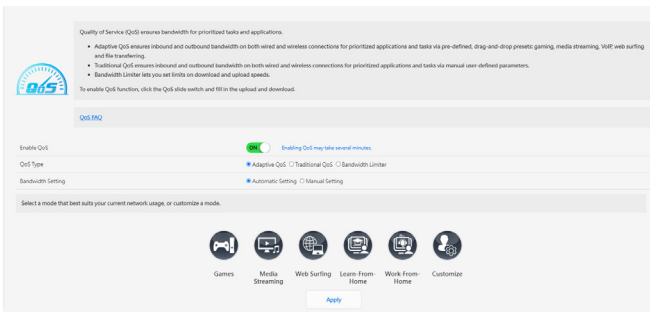 Quality of Service (QoS) ensures bandwidth for prioritized tasks and applications.
• Adaptive QoS ensures inbound and outbound bandwidth on both wired and wireless connections for prioritized applications and tasks via pre-defined, drag-and-drop presets: gaming, media streaming, VoIP, web surfing
and file transferring.
• Traditional QoS ensures inbound and outbound bandwidth on both wired and wireless connections for prioritized applications and tasks via manual user-defined parameters.
• Bandwidth Limiter lets you set limits on download and upload speeds.
To enable QoS function, click the QoS slide switch and fill in the upload and download.
QoS
QoS FAQ
Enable QoS ON Enabling QoS may take several minutes.
QoS Type Adaptive QoS Traditional QoS Bandwidth Limiter
Bandwidth Setting Automatic Setting Manual Setting
Select a mode that best suits your current network usage, or customize a mode.
Games Media Streaming Web Surfing Learn-From-Home Work-From-Home Customize
Apply